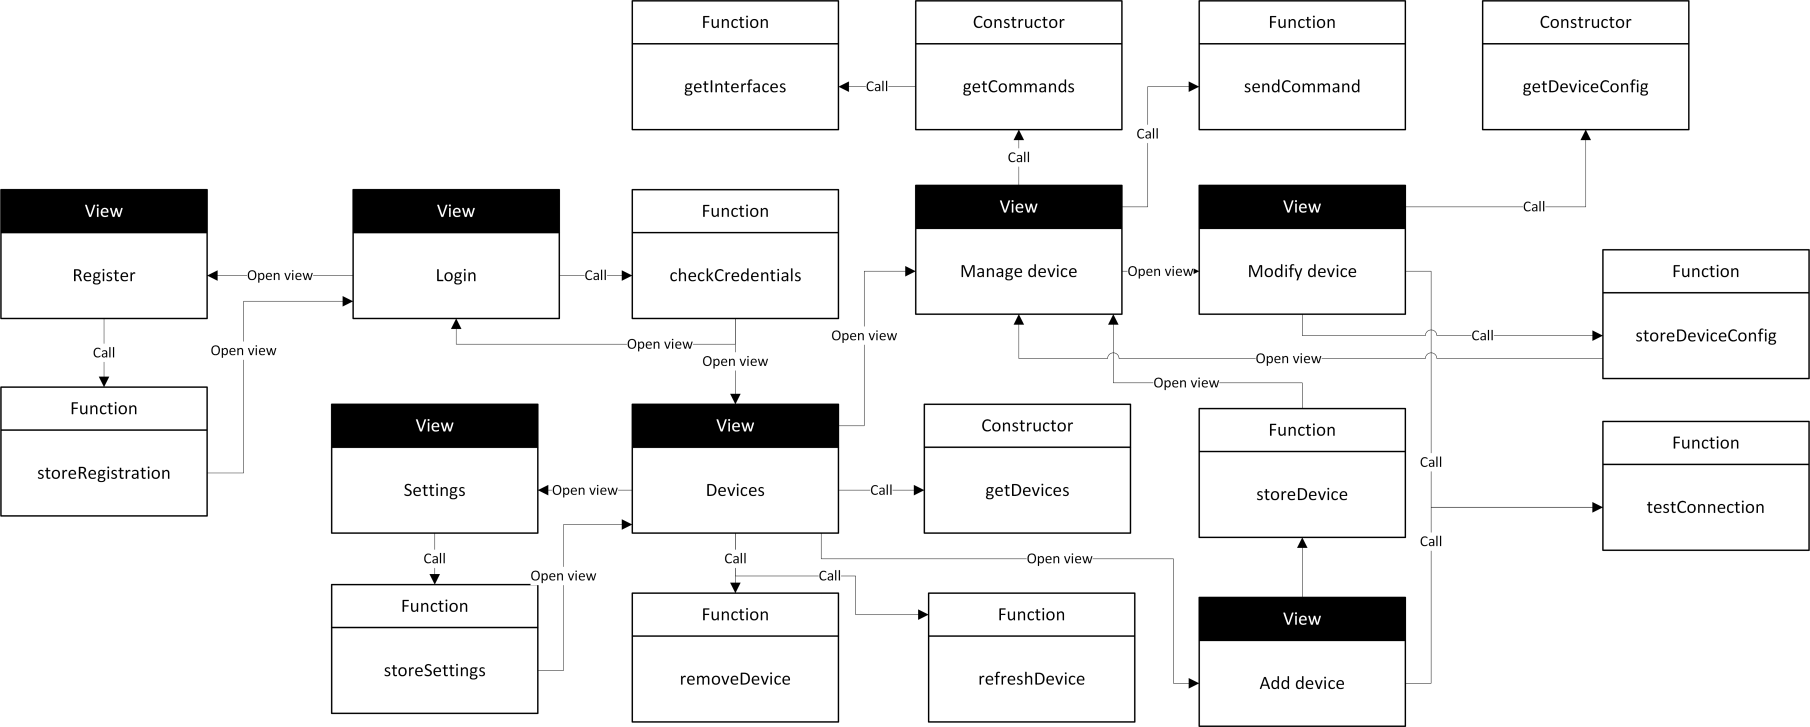 Function
getInterfaces
Constructor
getCommands
Function
sendCommand
Constructor
getDeviceConfig
Call
Call
Call
View
Register
View
Login
Function
checkCredentials
View
Manage device
View
Modify device
Call
Open view
Call
Open view
Function
storeDeviceConfig
Call
Open view
Call
Open view
Open view
Open view
Open view
Open view
Function
storeRegistration
View
Settings
View
Devices
Constructor
getDevices
Function
storeDevice
Function
testConnection
Open view
Call
Call
Call
Call
Call
Open view
Open view
Call
Function
storeSettings
Function
removeDevice
Function
refreshDevice
View
Add device